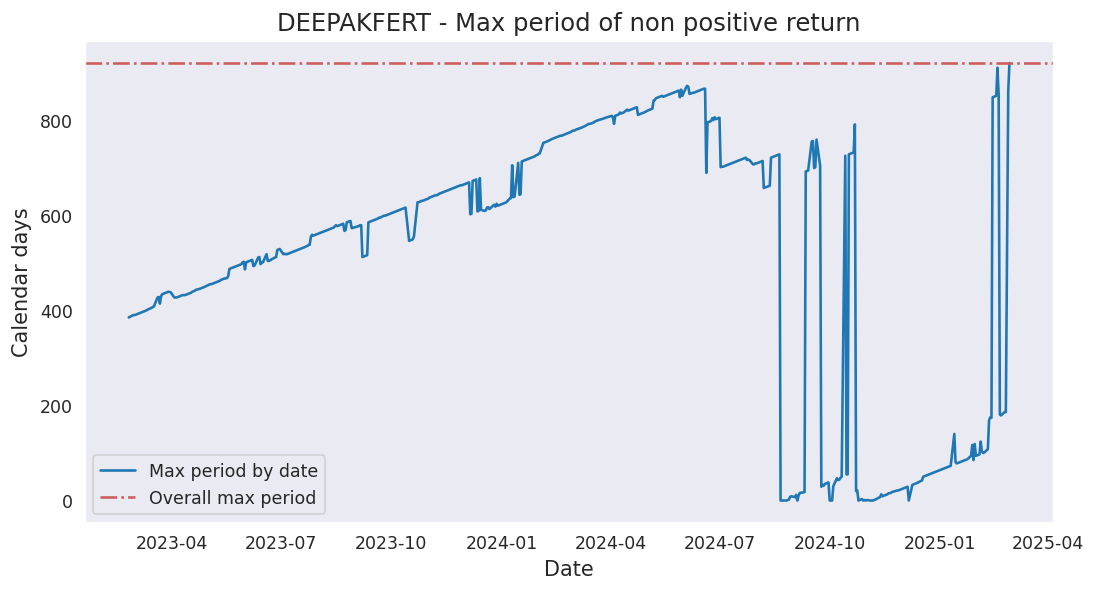 DEEPAKFERT - Max period of non positive return
Calendar days
800
600
400
200
0
Max period by date
Overall max period
2023-04 2023-07 2023-10 2024-01 2024-04 2024-07 2024-10 2025-01 2025-04
Date